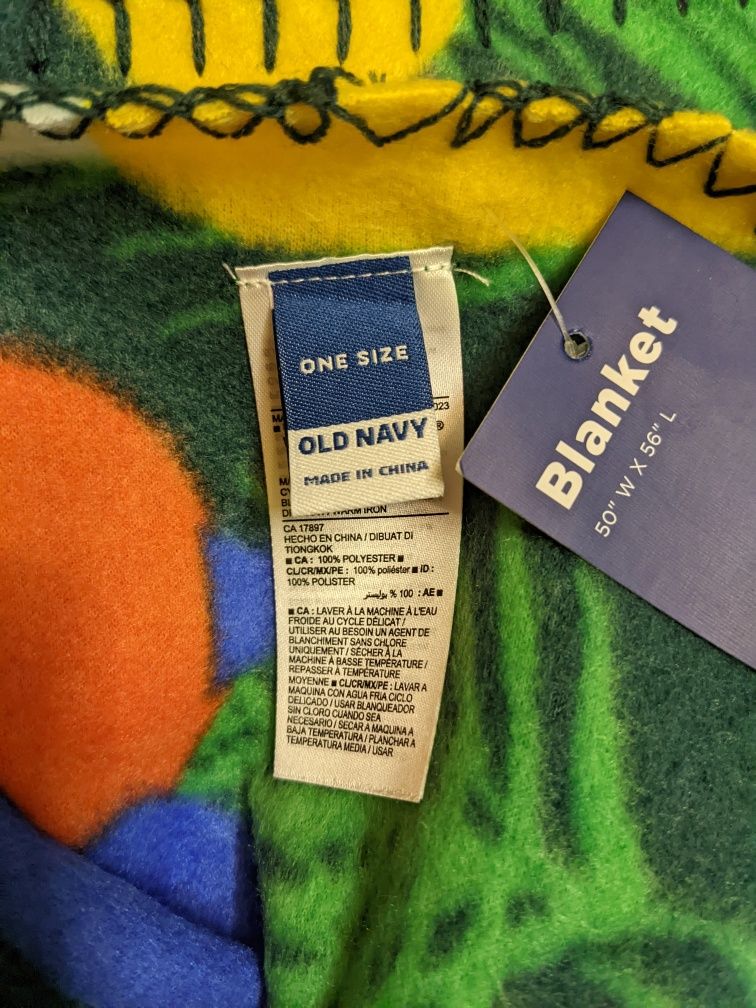 ONE SIZE
OLD NAVY
MADE IN CHINA
023
®
WARM IRON
CA 17897
HECHO EN CHINA / DIBUAT DI
TIONGKOK
■ CA : 100% POLYESTER ■
CL/CR/MX/PE : 100% poliéster ■ ID :
100% POLISTER
■ AE : 100 % بوليستر
■ CA : LAVER À LA MACHINE À L'EAU
FROIDE AU CYCLE DÉLICAT /
UTILISER AU BESOIN UN AGENT DE
BLANCHIMENT SANS CHLORE
UNIQUEMENT / SÉCHER À LA
MACHINE À BASSE TEMPÉRATURE /
REPASSER À TEMPÉRATURE
MOYENNE ■ CL/CR/MX/PE : LAVAR A
MAQUINA CON AGUA FRIA CICLO
DELICADO / USAR BLANQUEADOR
SIN CLORO CUANDO SEA
NECESARIO / SECAR A MAQUINA A
BAJA TEMPERATURA / PLANCHAR A
TEMPERATURA MEDIA / USAR
Blanket
50" W X 56" L